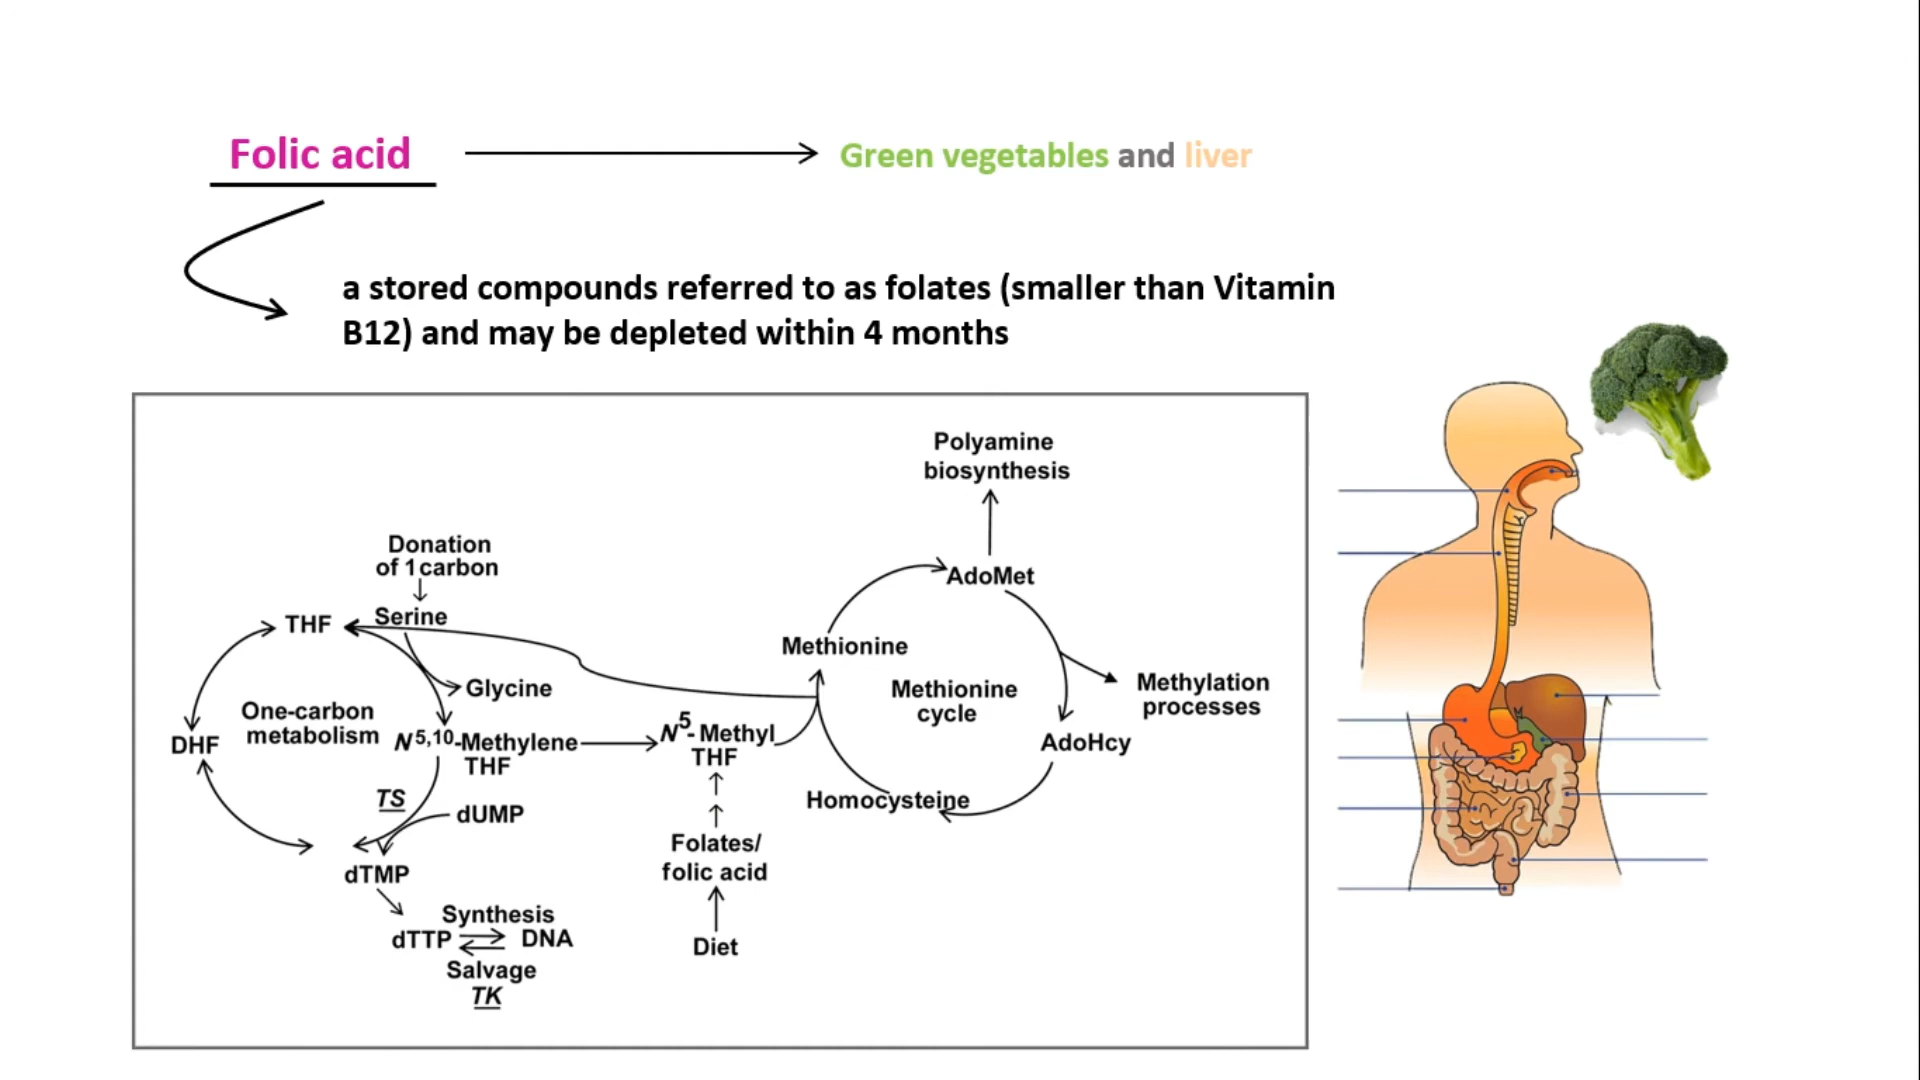 Folic acid
Green vegetables and liver
a stored compounds referred to as folates (smaller than Vitamin
B12) and may be depleted within 4 months
Polyamine
biosynthesis
Donation
of 1 carbon
Serine
THF
AdoMet
Methionine
Glycine
Methionine
cycle
Methylation
processes
One-carbon
metabolism
DHF
N5,10-Methylene
THF
N5-Methyl
THF
AdoHcy
TS
dUMP
Homocysteine
Folates/
folic acid
dTMP
Synthesis
dTTP
DNA
Salvage
TK
Diet